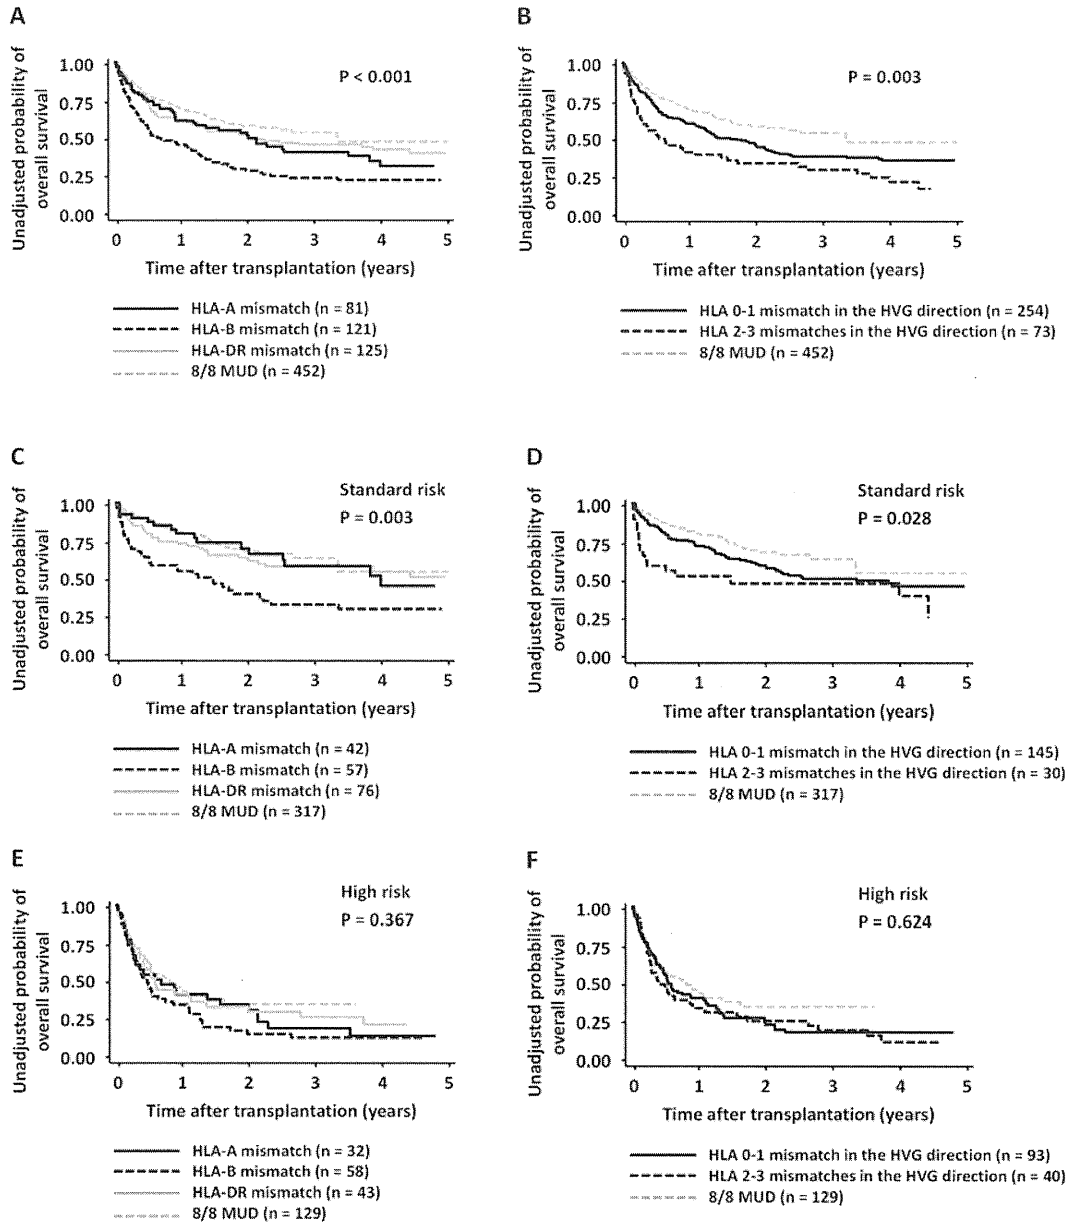 A
Unadjusted probability of
overall survival
1.00
0.75
0.50
0.25
0.00
P < 0.001
0 1 2 3 4 5
Time after transplantation (years)
HLA-A mismatch (n = 81)
HLA-B mismatch (n = 121)
HLA-DR mismatch (n = 125)
8/8 MUD (n = 452)
B
Unadjusted probability of
overall survival
1.00
0.75
0.50
0.25
0.00
P = 0.003
0 1 2 3 4 5
Time after transplantation (years)
HLA 0-1 mismatch in the HVG direction (n = 254)
HLA 2-3 mismatches in the HVG direction (n = 73)
8/8 MUD (n = 452)
C
Unadjusted probability of
overall survival
1.00
0.75
0.50
0.25
0.00
Standard risk
P = 0.003
0 1 2 3 4 5
Time after transplantation (years)
HLA-A mismatch (n = 42)
HLA-B mismatch (n = 57)
HLA-DR mismatch (n = 76)
8/8 MUD (n = 317)
D
Unadjusted probability of
overall survival
1.00
0.75
0.50
0.25
0.00
Standard risk
P = 0.028
0 1 2 3 4 5
Time after transplantation (years)
HLA 0-1 mismatch in the HVG direction (n = 145)
HLA 2-3 mismatches in the HVG direction (n = 30)
8/8 MUD (n = 317)
E
Unadjusted probability of
overall survival
1.00
0.75
0.50
0.25
0.00
High risk
P = 0.367
0 1 2 3 4 5
Time after transplantation (years)
HLA-A mismatch (n = 32)
HLA-B mismatch (n = 58)
HLA-DR mismatch (n = 43)
8/8 MUD (n = 129)
F
Unadjusted probability of
overall survival
1.00
0.75
0.50
0.25
0.00
High risk
P = 0.624
0 1 2 3 4 5
Time after transplantation (years)
HLA 0-1 mismatch in the HVG direction (n = 93)
HLA 2-3 mismatches in the HVG direction (n = 40)
8/8 MUD (n = 129)